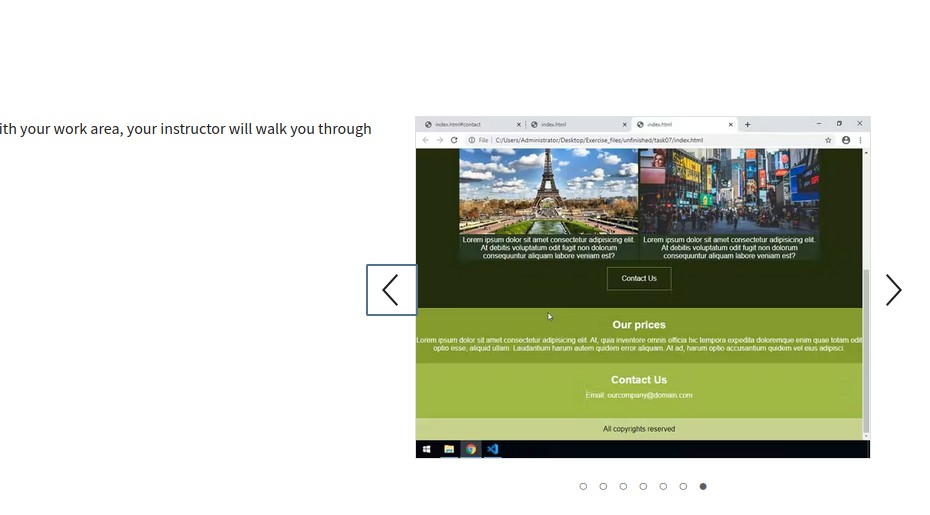 ith your work area, your instructor will walk you through
index.html#contact
index.html
index.html
File | C:/Users/Administrator/Desktop/Exercise_files/unfinished/task07/index.html
Lorem ipsum dolor sit amet consectetur adipisicing elit.
At debitis voluptatum odit non dolorum
consequuntur aliquam labore veniam est?
Lorem ipsum dolor sit amet consectetur adipisicing elit.
At debitis voluptatum odit non dolorum
consequuntur aliquam labore veniam est?
Contact Us
Our prices
Lorem ipsum dolor sit amet consectetur adipisicing elit. At, quia inventore omnis officia hic tempora expedita doloremque enim quae totam odit
optio esse, aliquid ullam. Laudantium harum autem quidem error aliquam. At ad, harum optio accusantium quidem vel eius adipisci.
Contact Us
Email: ourcompany@domain.com
All copyrights reserved